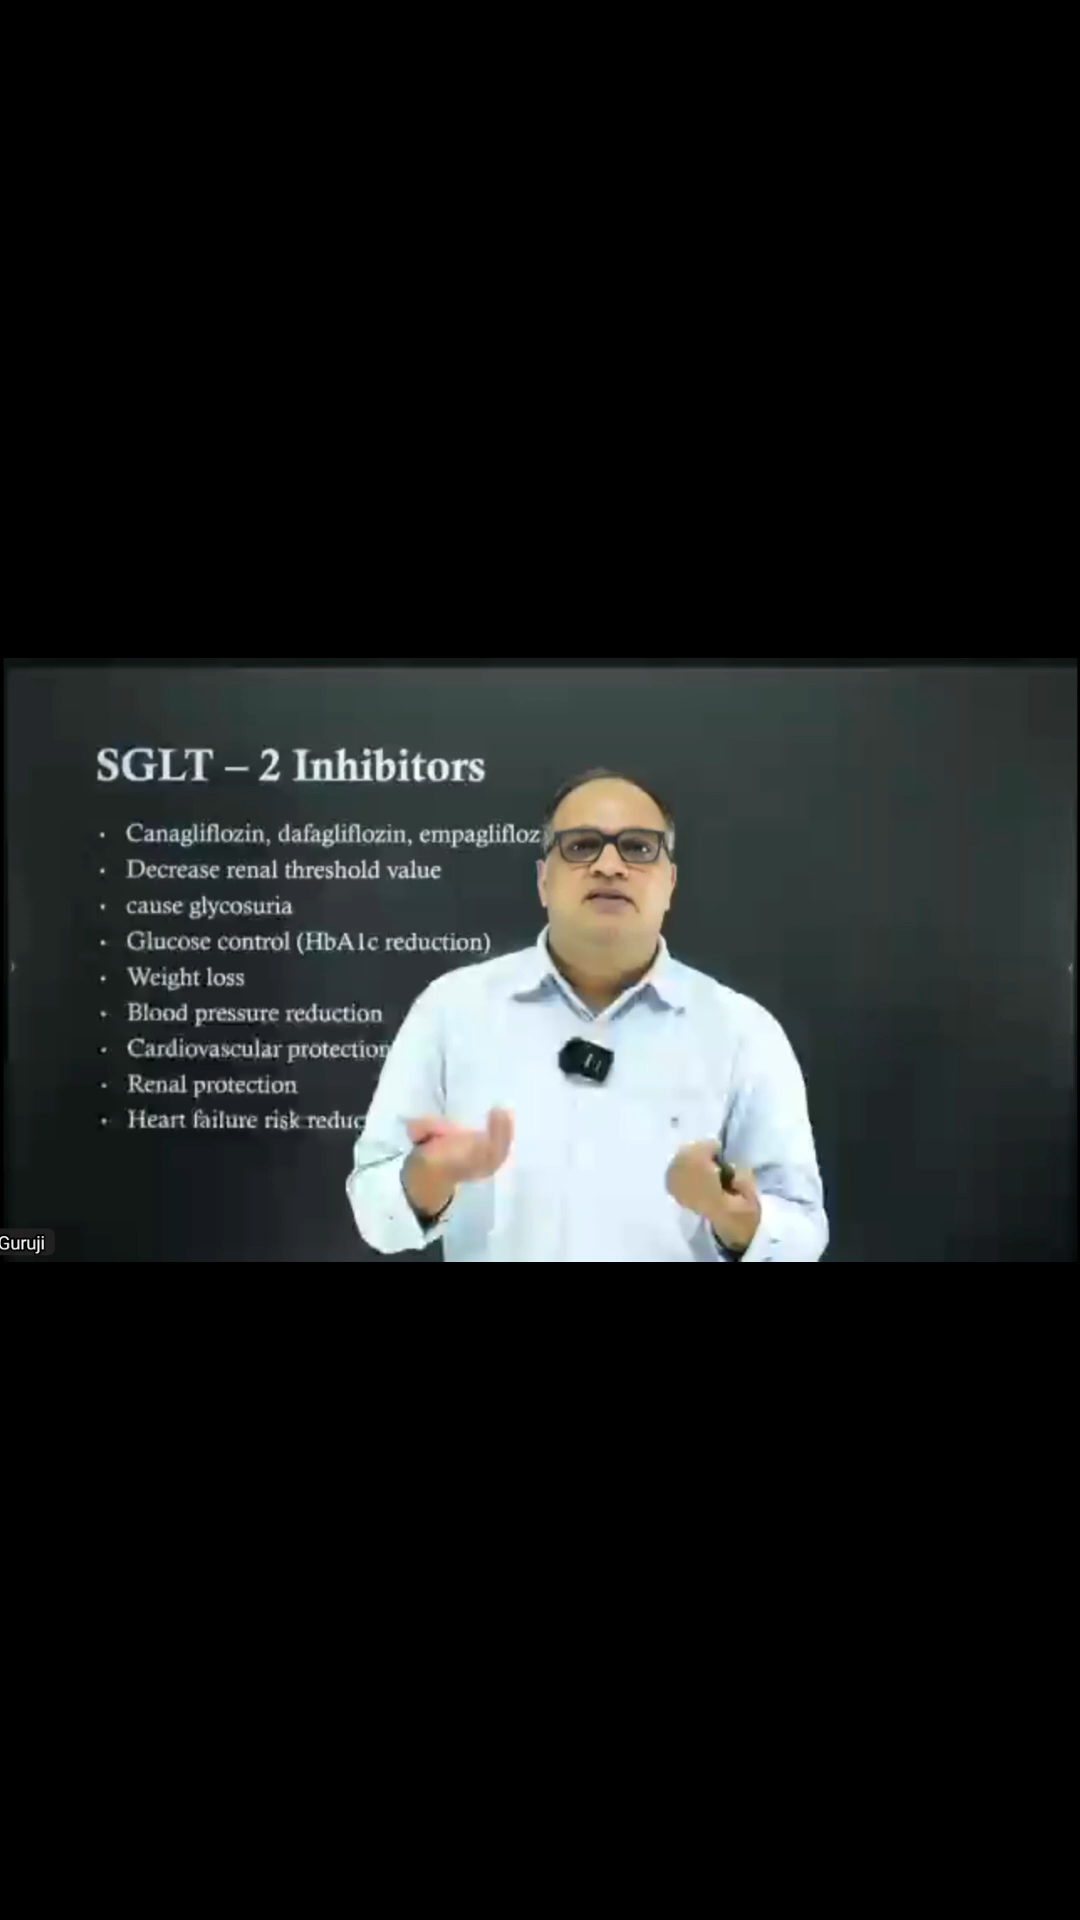 SGLT – 2 Inhibitors
• Canagliflozin, dafagliflozin, empaglifloz
• Decrease renal threshold value
• cause glycosuria
• Glucose control (HbA1c reduction)
• Weight loss
• Blood pressure reduction
• Cardiovascular protection
• Renal protection
• Heart failure risk reduc
Guruji